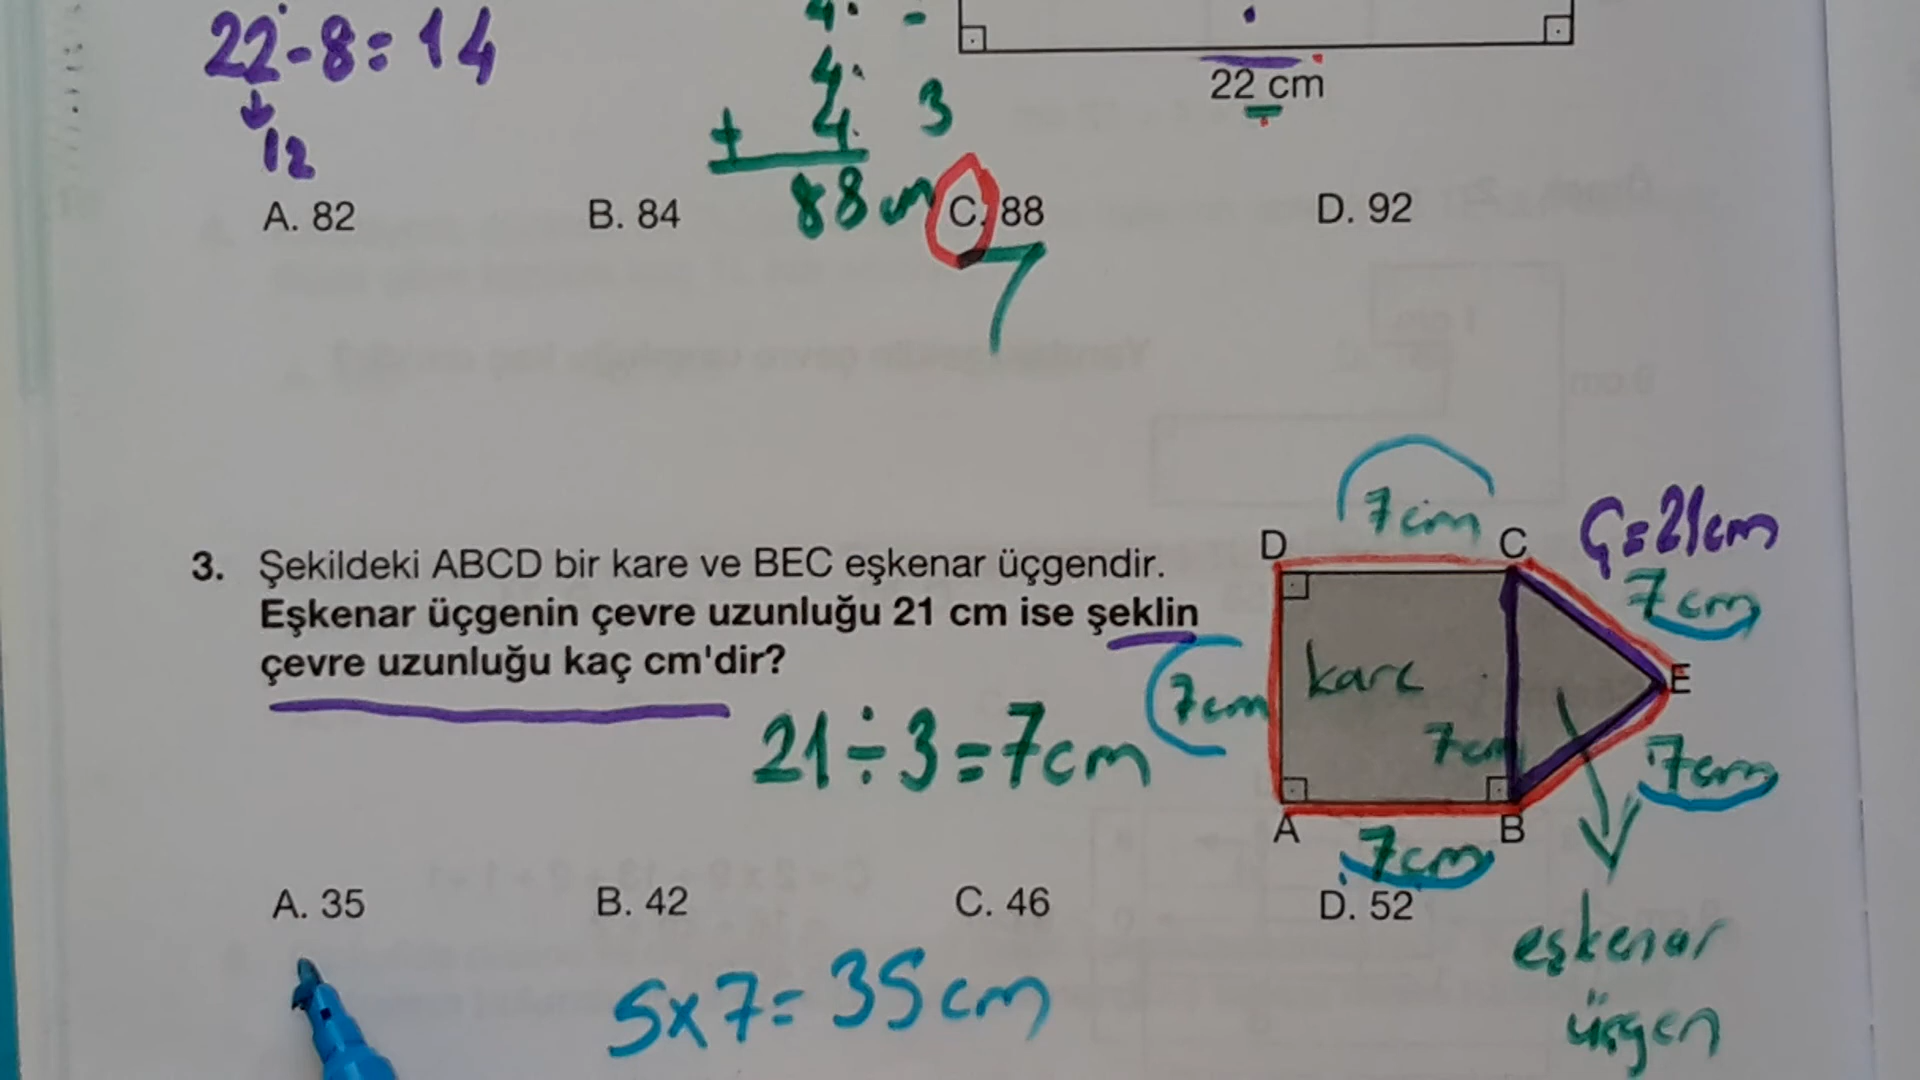 22-8=14
12
4.
4.
4. 3
+
88 cm
22 cm
A. 82 B. 84 C. 88 D. 92
7
3. Şekildeki ABCD bir kare ve BEC eşkenar üçgendir.
Eşkenar üçgenin çevre uzunluğu 21 cm ise şeklin
çevre uzunluğu kaç cm'dir?
21÷3=7cm
7cm
D C Ç=21cm
7cm
E
7cm kare
7cm 7cm
A B
7cm
A. 35 B. 42 C. 46 D. 52
5x7=35cm
eşkenar
üçgen